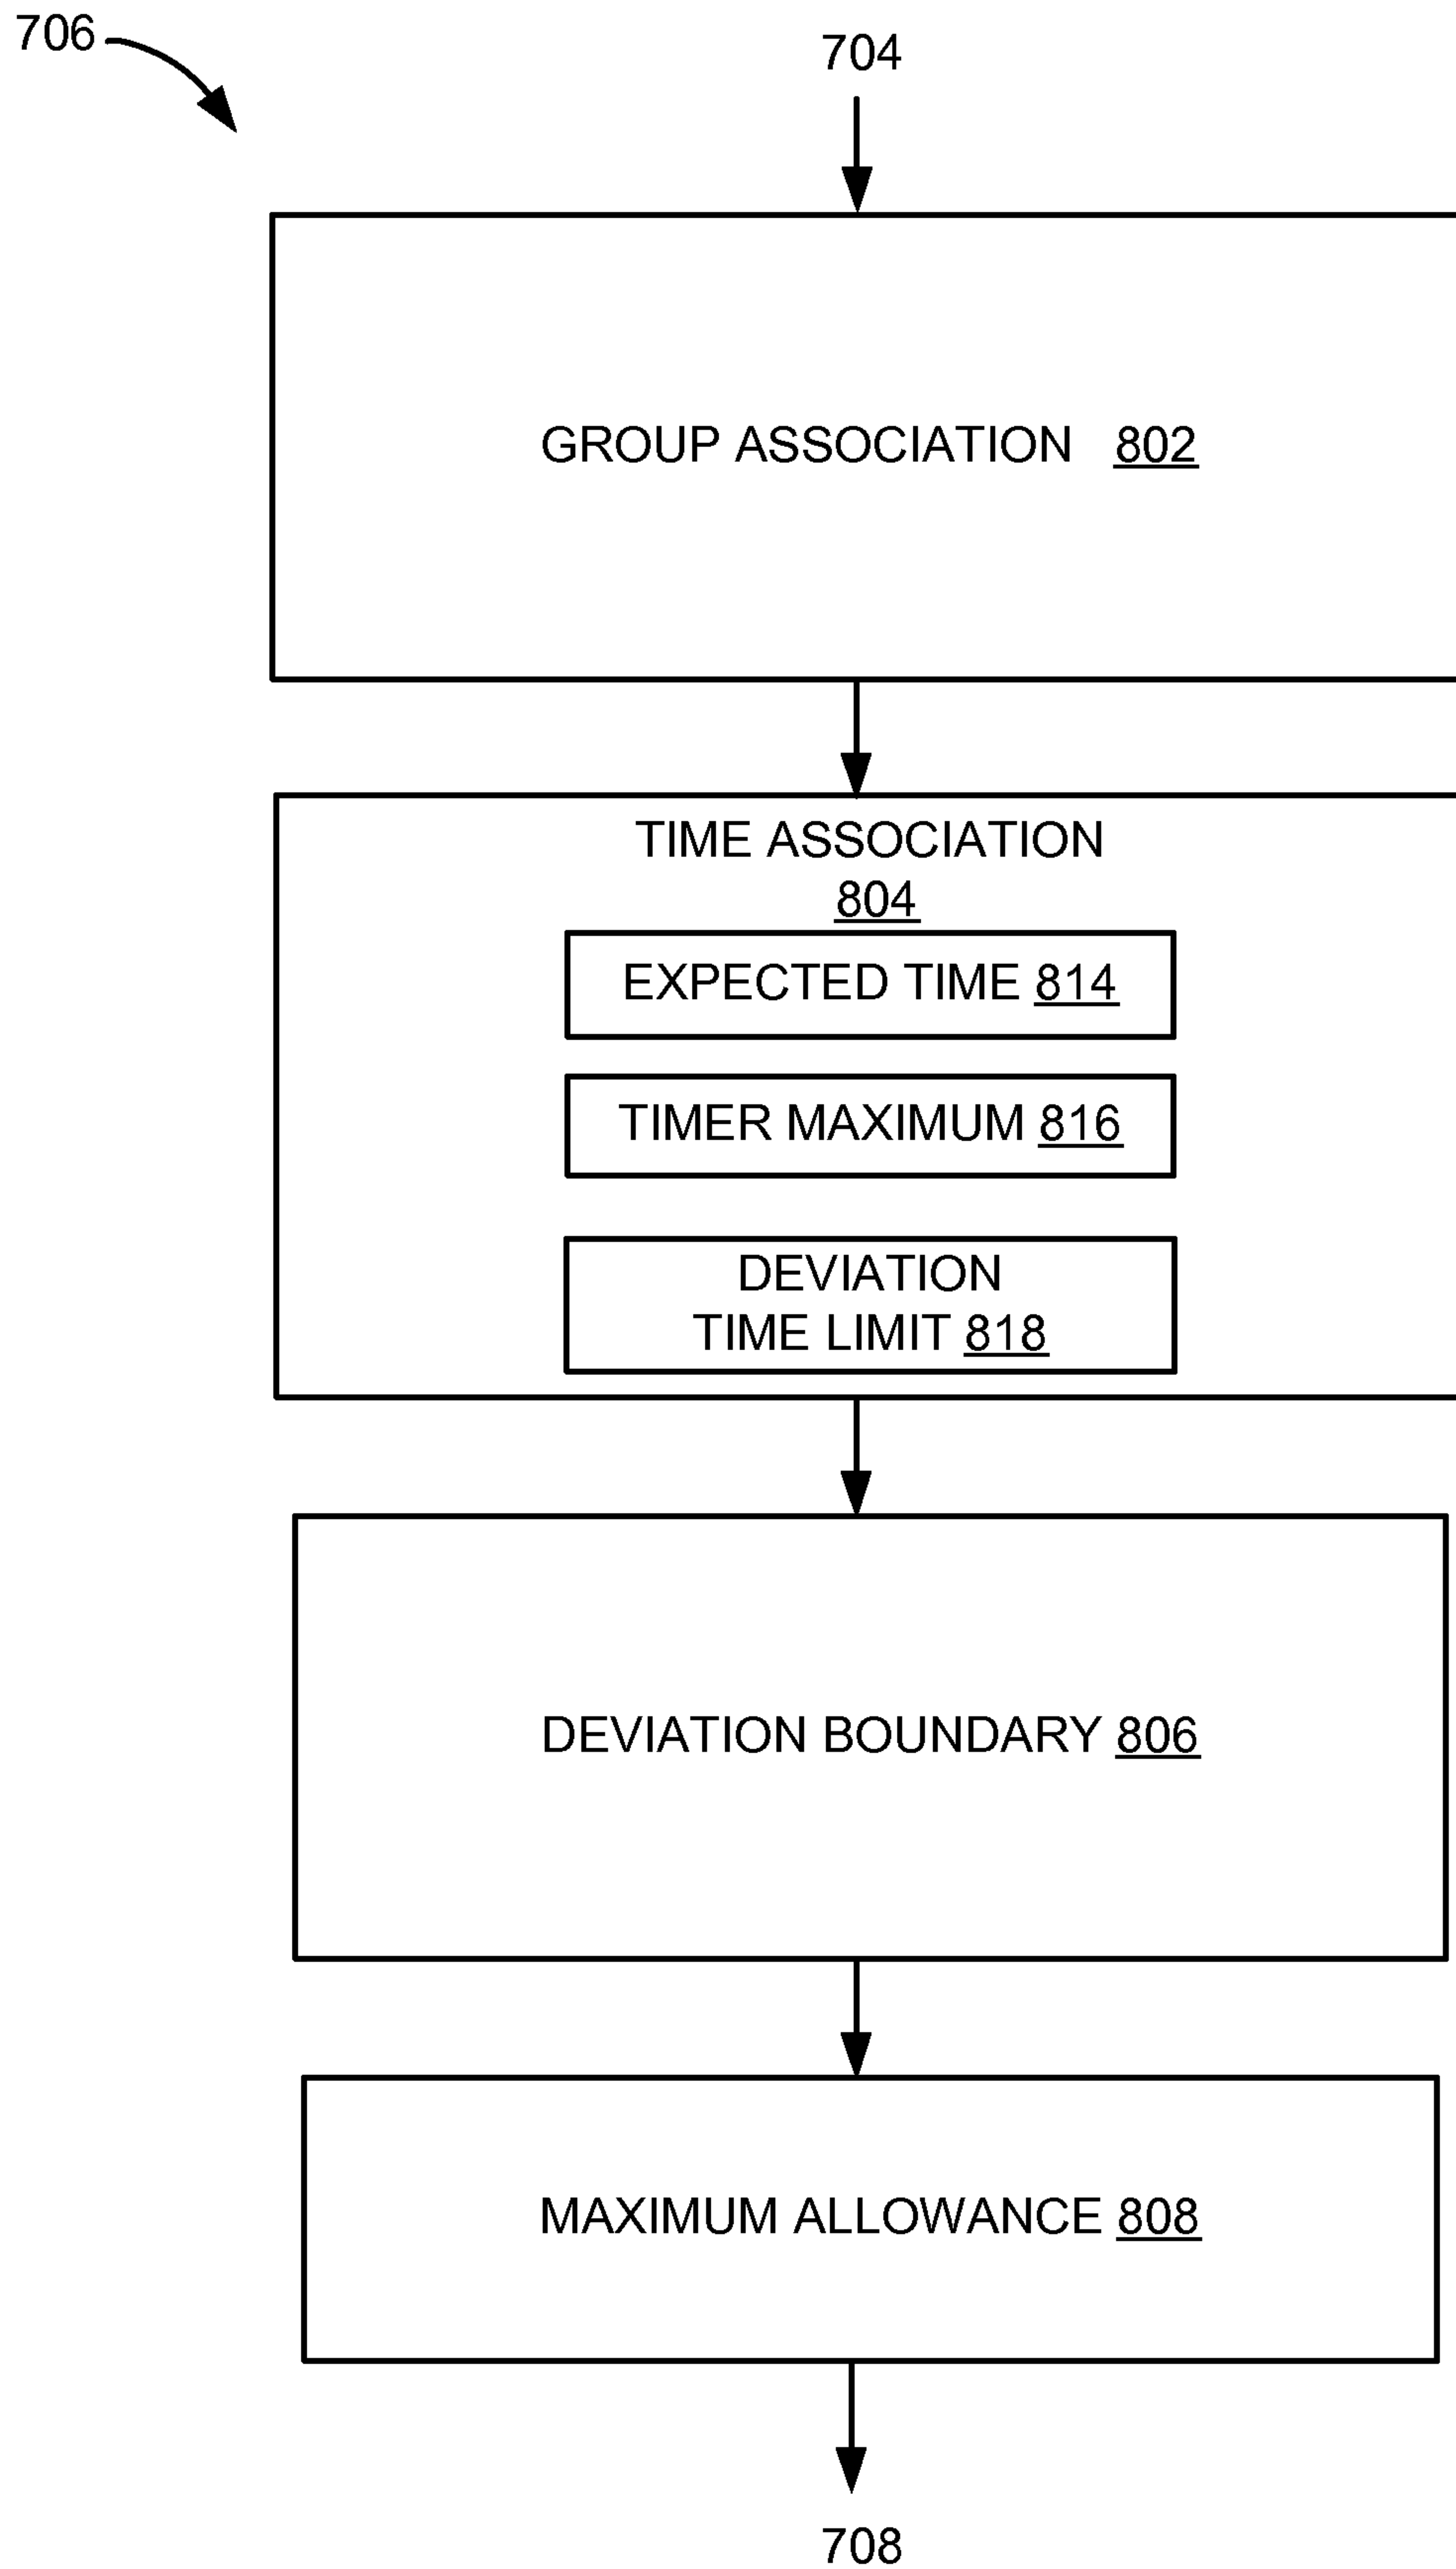 706
704
GROUP ASSOCIATION 802
TIME ASSOCIATION
804
EXPECTED TIME 814
TIMER MAXIMUM 816
DEVIATION
TIME LIMIT 818
DEVIATION BOUNDARY 806
MAXIMUM ALLOWANCE 808
708